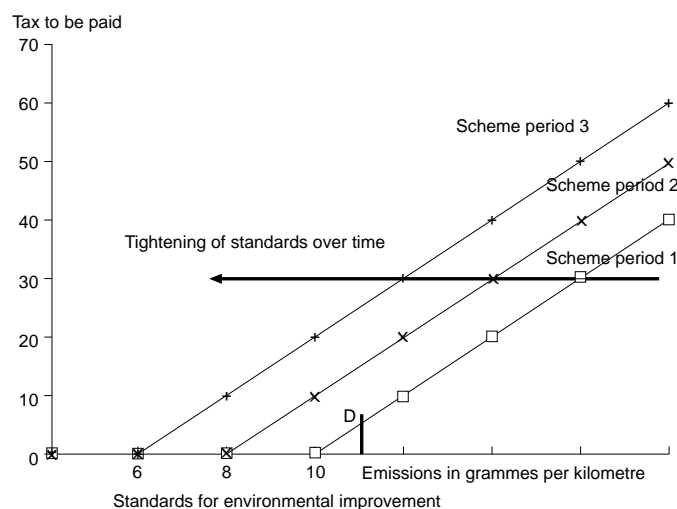 Tax to be paid
70
60
Scheme period 3
50
Scheme period 2
40
Tightening of standards over time
Scheme period 1
30
20
10
D
0
6 8 10 Emissions in grammes per kilometre
Standards for environmental improvement